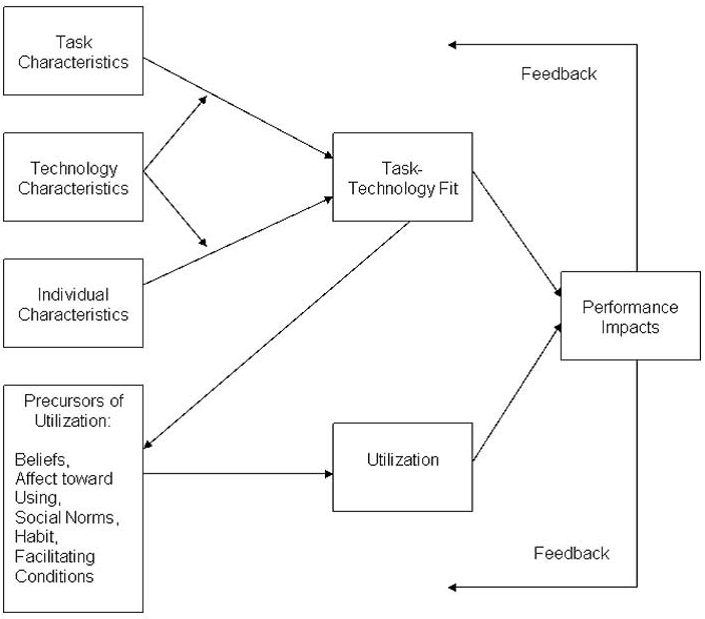 Task
Characteristics
Feedback
Technology
Characteristics
Task-
Technology Fit
Individual
Characteristics
Performance
Impacts
Precursors of
Utilization:
Beliefs,
Affect toward
Using,
Social Norms,
Habit,
Facilitating
Conditions
Utilization
Feedback